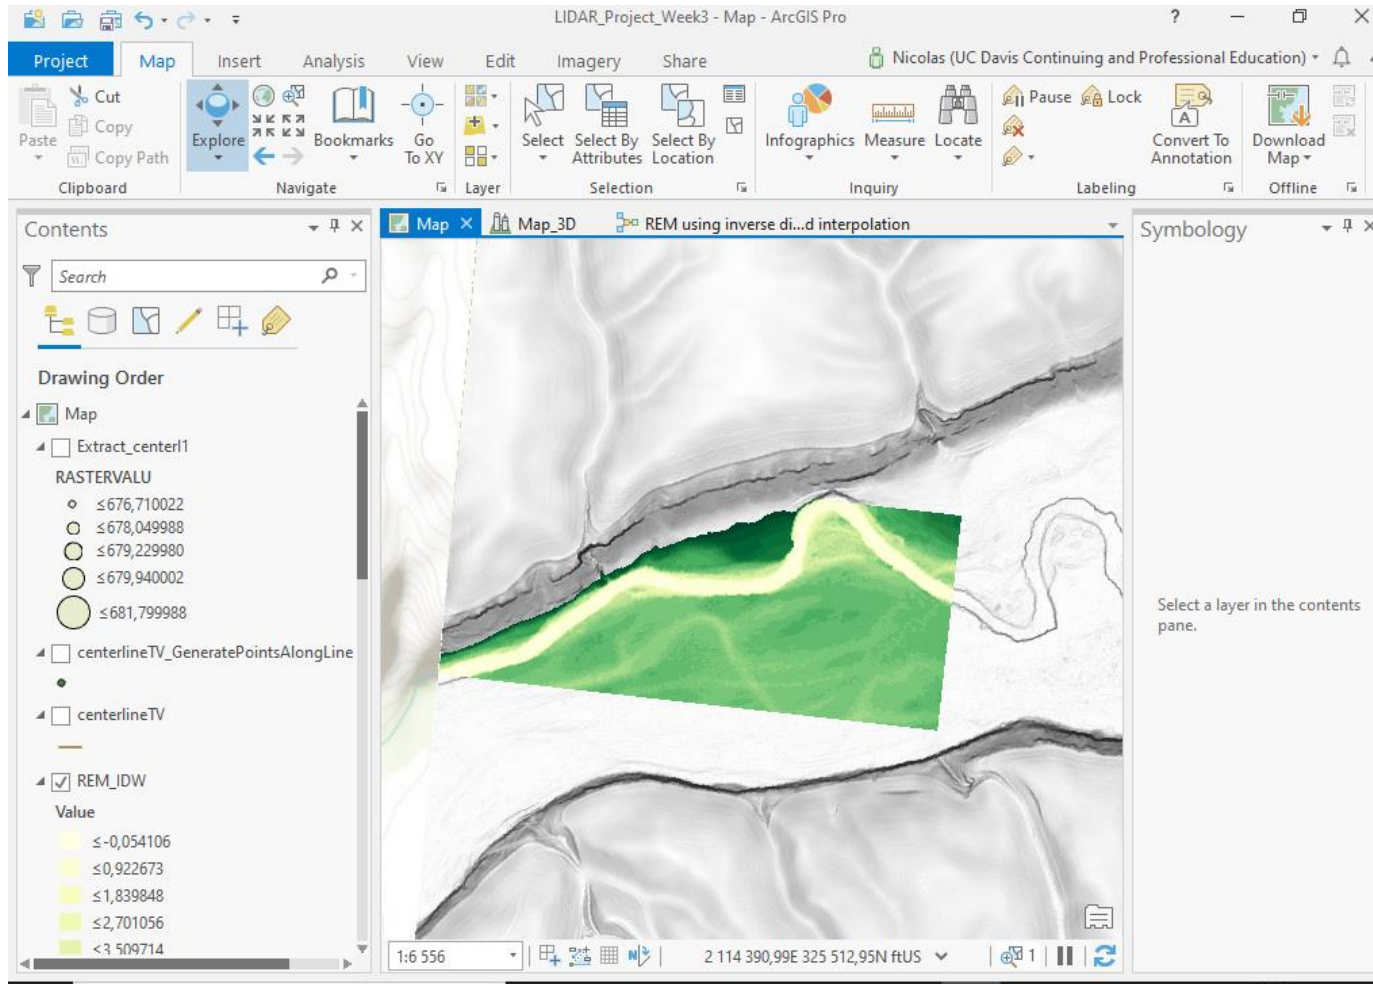 LIDAR_Project_Week3 - Map - ArcGIS Pro
?
Project Map Insert Analysis View Edit Imagery Share
Nicolas (UC Davis Continuing and Professional Education)
Paste
Cut
Copy
Copy Path
Clipboard
Explore
Bookmarks
Go
To XY
Navigate
Layer
Select
Select By
Attributes
Select By
Location
Selection
Infographics
Measure
Locate
Inquiry
Pause
Lock
Convert To
Annotation
Labeling
Download
Map
Offline
Contents
Search
Drawing Order
Map
Extract_centerl1
RASTERVALU
≤676,710022
≤678,049988
≤679,229980
≤679,940002
≤681,799988
centerlineTV_GeneratePointsAlongLine
centerlineTV
REM_IDW
Value
≤-0,054106
≤0,922673
≤1,839848
≤2,701056
≤3,509714
Map
Map_3D
REM using inverse di...d interpolation
1:6 556
2 114 390,99E 325 512,95N ftUS
1
Symbology
Select a layer in the contents
pane.